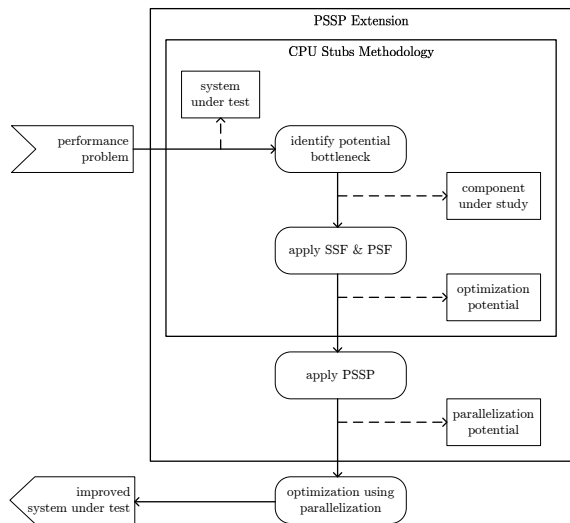 PSSP Extension
CPU Stubs Methodology
system
under test
performance
problem
identify potential
bottleneck
component
under study
apply SSF & PSF
optimization
potential
apply PSSP
parallelization
potential
improved
system under test
optimization using
parallelization